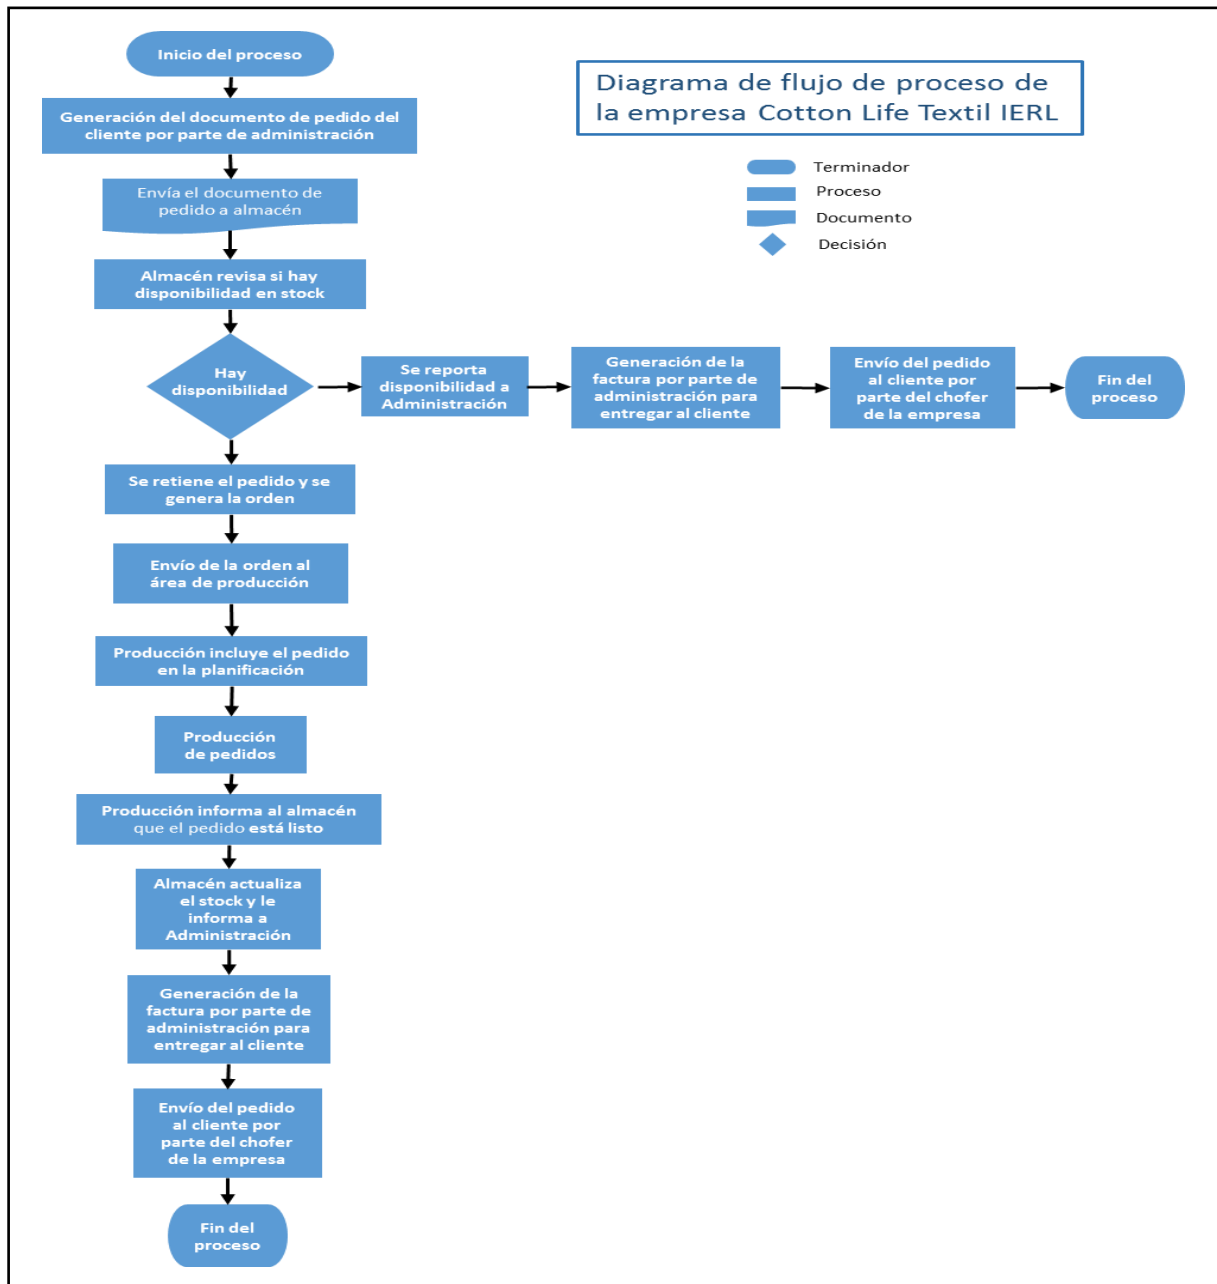 Inicio del proceso
Diagrama de flujo de proceso de
la empresa Cotton Life Textil IERL
Terminador
Proceso
Documento
Decisión
Generación del documento de pedido del
cliente por parte de administración
Envía el documento de
pedido a almacén
Almacén revisa si hay
disponibilidad en stock
Hay
disponibilidad
Se reporta
disponibilidad a
Administración
Generación de la
factura por parte de
administración para
entregar al cliente
Envío del pedido
al cliente por
parte del chofer
de la empresa
Fin del
proceso
Se retiene el pedido y se
genera la orden
Envío de la orden al
área de producción
Producción incluye el pedido
en la planificación
Producción
de pedidos
Producción informa al almacén
que el pedido está listo
Almacén actualiza
el stock y le
informa a
Administración
Generación de la
factura por parte de
administración para
entregar al cliente
Envío del pedido
al cliente por
parte del chofer
de la empresa
Fin del
proceso